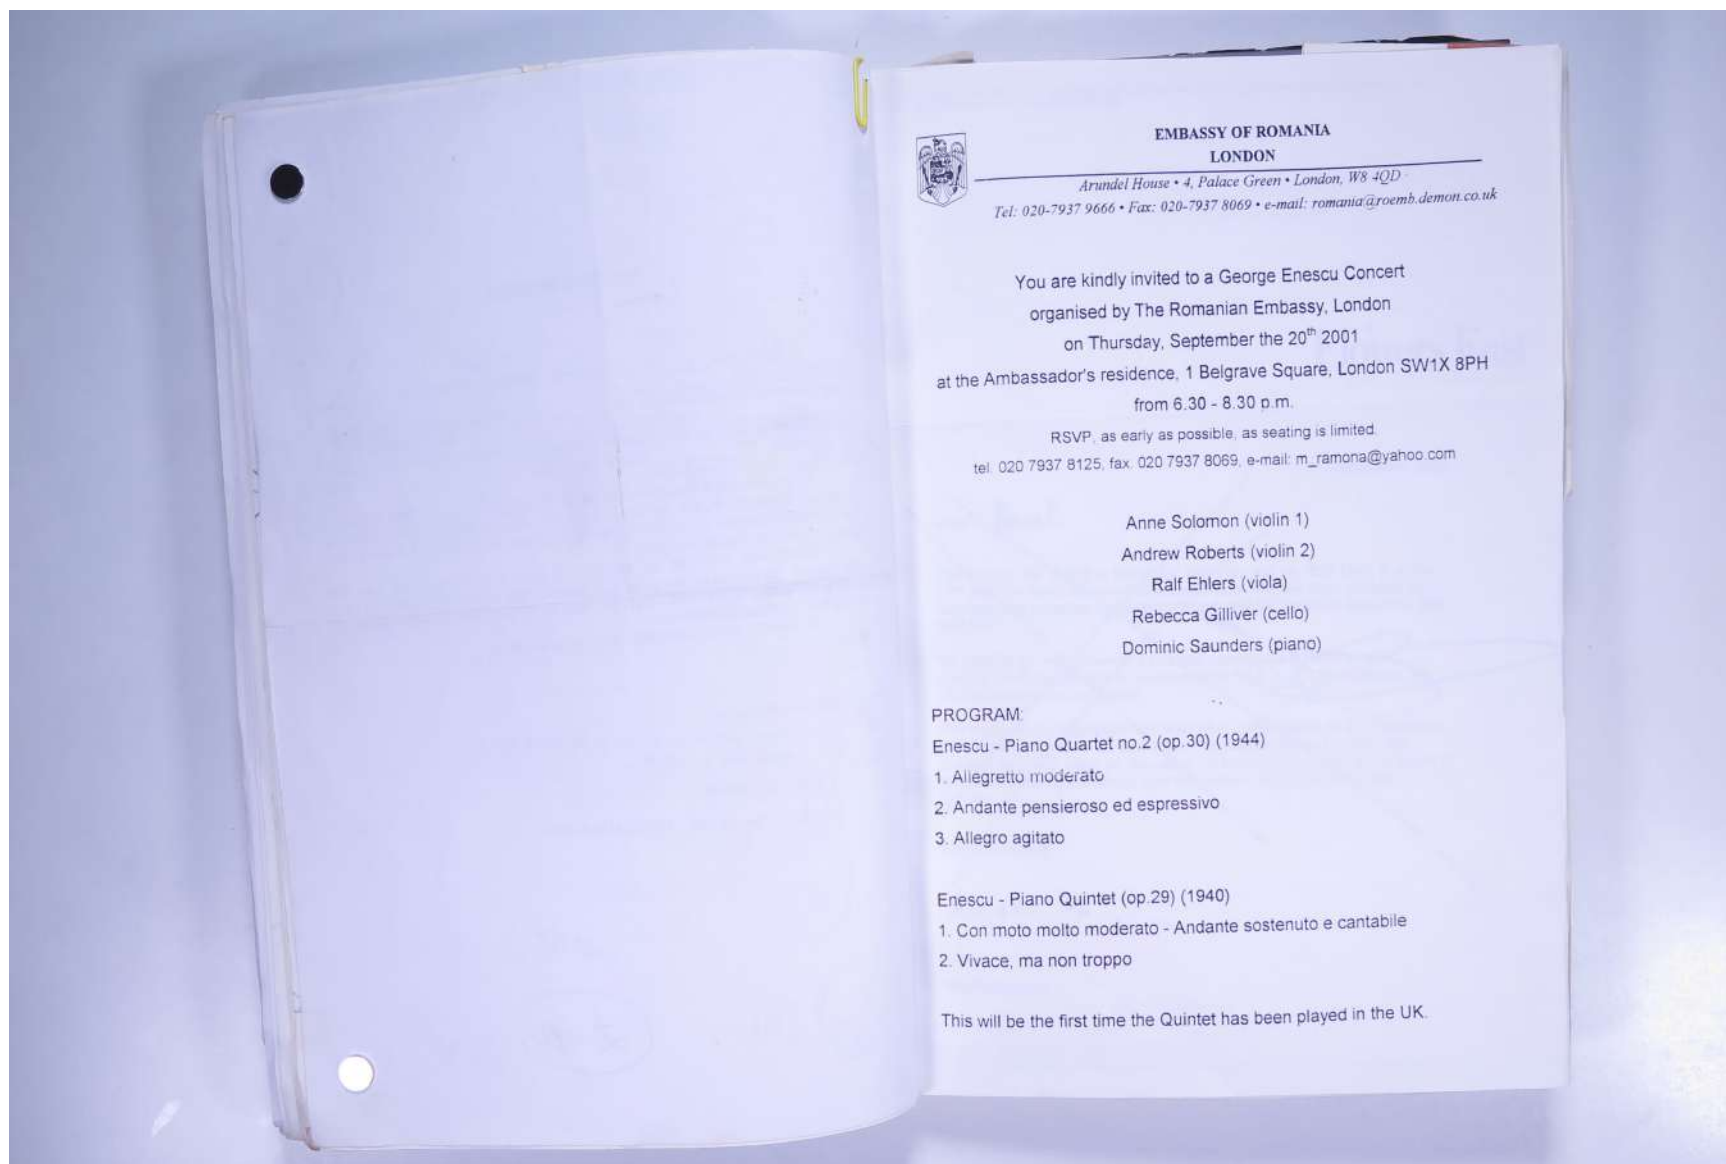 EMBASSY OF ROMANIA
LONDON
Arundel House • 4, Palace Green • London, W8 4QD
Tel: 020-7937 9666 • Fax: 020-7937 8069 • e-mail: romania@roemb.demon.co.uk
You are kindly invited to a George Enescu Concert
organised by The Romanian Embassy, London
on Thursday, September the 20th 2001
at the Ambassador's residence, 1 Belgrave Square, London SW1X 8PH
from 6.30 - 8.30 p.m.
RSVP, as early as possible, as seating is limited.
tel. 020 7937 8125, fax. 020 7937 8069, e-mail: m_ramona@yahoo.com
Anne Solomon (violin 1)
Andrew Roberts (violin 2)
Ralf Ehlers (viola)
Rebecca Gilliver (cello)
Dominic Saunders (piano)
PROGRAM:
Enescu - Piano Quartet no.2 (op.30) (1944)
1. Allegretto moderato
2. Andante pensieroso ed espressivo
3. Allegro agitato
Enescu - Piano Quintet (op.29) (1940)
1. Con moto molto moderato - Andante sostenuto e cantabile
2. Vivace, ma non troppo
This will be the first time the Quintet has been played in the UK.